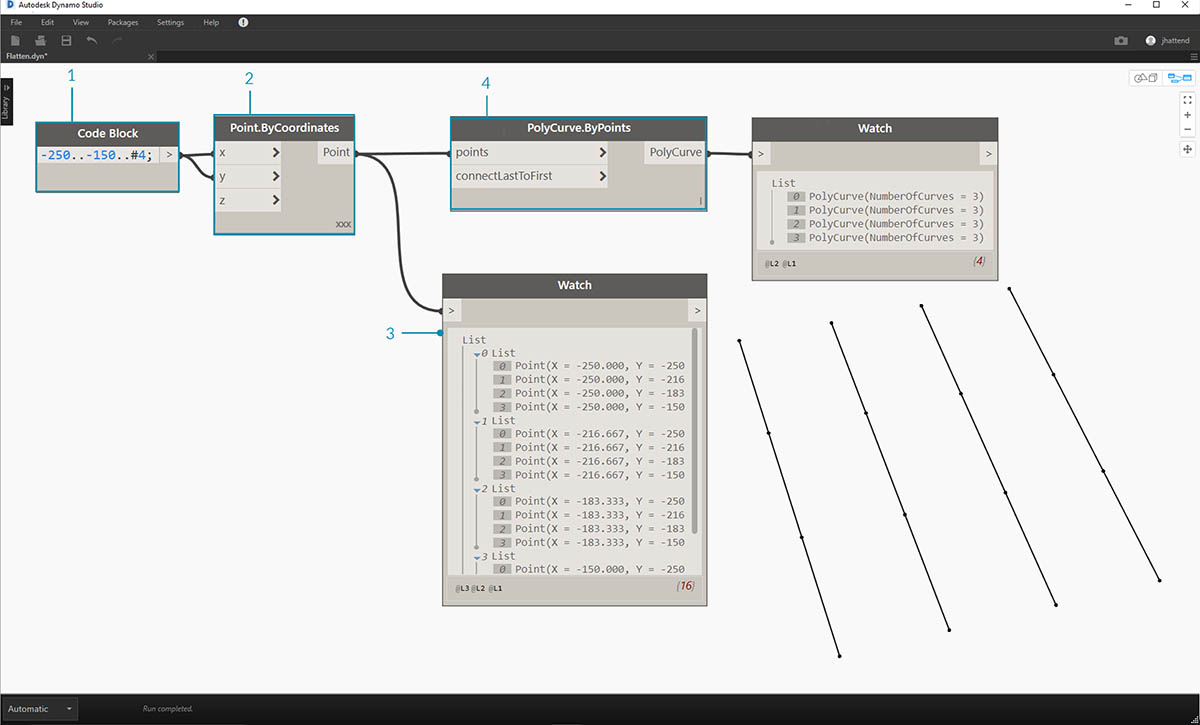 Autodesk Dynamo Studio
File Edit View Packages Settings Help
jhattend
Flatten.dyn*
Library
1
2
4
Code Block
-250..-150..#4; >
Point.ByCoordinates
x > Point
y >
z >
xxx
PolyCurve.ByPoints
points > PolyCurve
connectLastToFirst >
|
Watch
> >
List
0 PolyCurve(NumberOfCurves = 3)
1 PolyCurve(NumberOfCurves = 3)
2 PolyCurve(NumberOfCurves = 3)
3 PolyCurve(NumberOfCurves = 3)
@L2 @L1 {4}
3
Watch
> >
List
0 List
0 Point(X = -250.000, Y = -250
1 Point(X = -250.000, Y = -216
2 Point(X = -250.000, Y = -183
3 Point(X = -250.000, Y = -150
1 List
0 Point(X = -216.667, Y = -250
1 Point(X = -216.667, Y = -216
2 Point(X = -216.667, Y = -183
3 Point(X = -216.667, Y = -150
2 List
0 Point(X = -183.333, Y = -250
1 Point(X = -183.333, Y = -216
2 Point(X = -183.333, Y = -183
3 Point(X = -183.333, Y = -150
3 List
0 Point(X = -150.000, Y = -250
@L3 @L2 @L1 {16}
Automatic
Run completed.